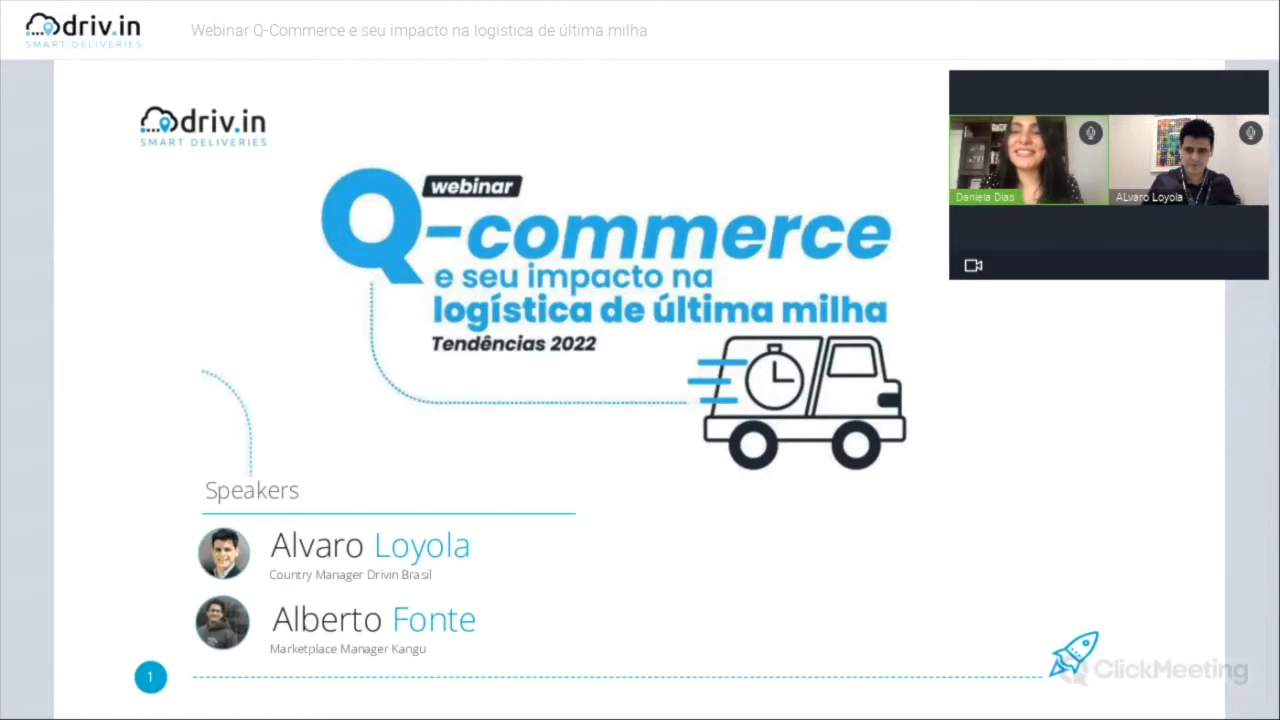 driv.in
SMART DELIVERIES
Webinar Q-Commerce e seu impacto na logística de última milha
driv.in
SMART DELIVERIES
webinar
Q-commerce
e seu impacto na
logística de última milha
Tendências 2022
Daniela Dias
ALvaro Loyola
Speakers
Alvaro Loyola
Country Manager Drivin Brasil
Alberto Fonte
Marketplace Manager Kangu
1
ClickMeeting